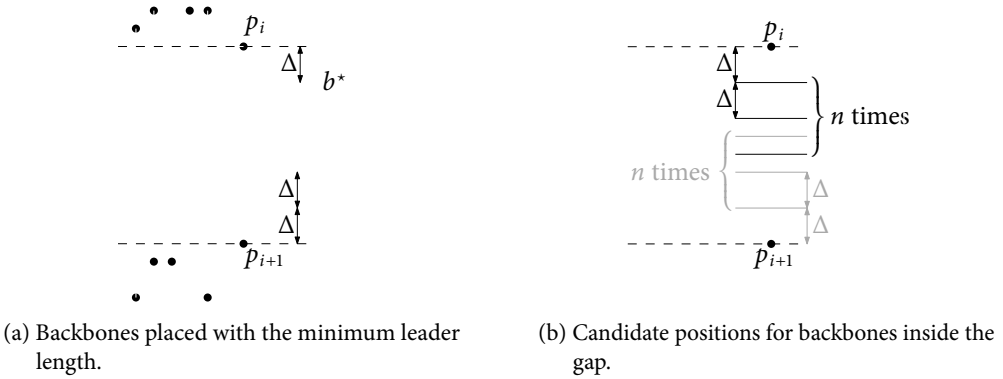 p_i
Δ
b⋆
Δ
Δ
p_{i+1}
(a) Backbones placed with the minimum leader
length.
p_i
Δ
Δ
n times
n times
Δ
Δ
p_{i+1}
(b) Candidate positions for backbones inside the
gap.